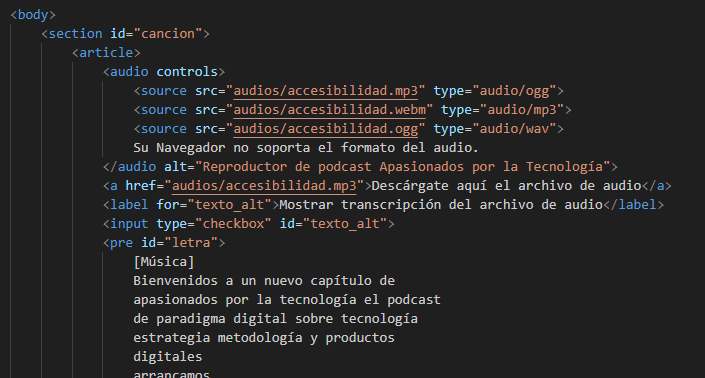 <body>
<section id="cancion">
<article>
<audio controls>
<source src="audios/accesibilidad.mp3" type="audio/ogg">
<source src="audios/accesibilidad.webm" type="audio/mp3">
<source src="audios/accesibilidad.ogg" type="audio/wav">
Su Navegador no soporta el formato del audio.
</audio alt="Reproductor de podcast Apasionados por la Tecnología">
<a href="audios/accesibilidad.mp3">Descárgate aquí el archivo de audio</a>
<label for="texto_alt">Mostrar transcripción del archivo de audio</label>
<input type="checkbox" id="texto_alt">
<pre id="letra">
[Música]
Bienvenidos a un nuevo capítulo de
apasionados por la tecnología el podcast
de paradigma digital sobre tecnología
estrategia metodología y productos
digitales
arrancamos